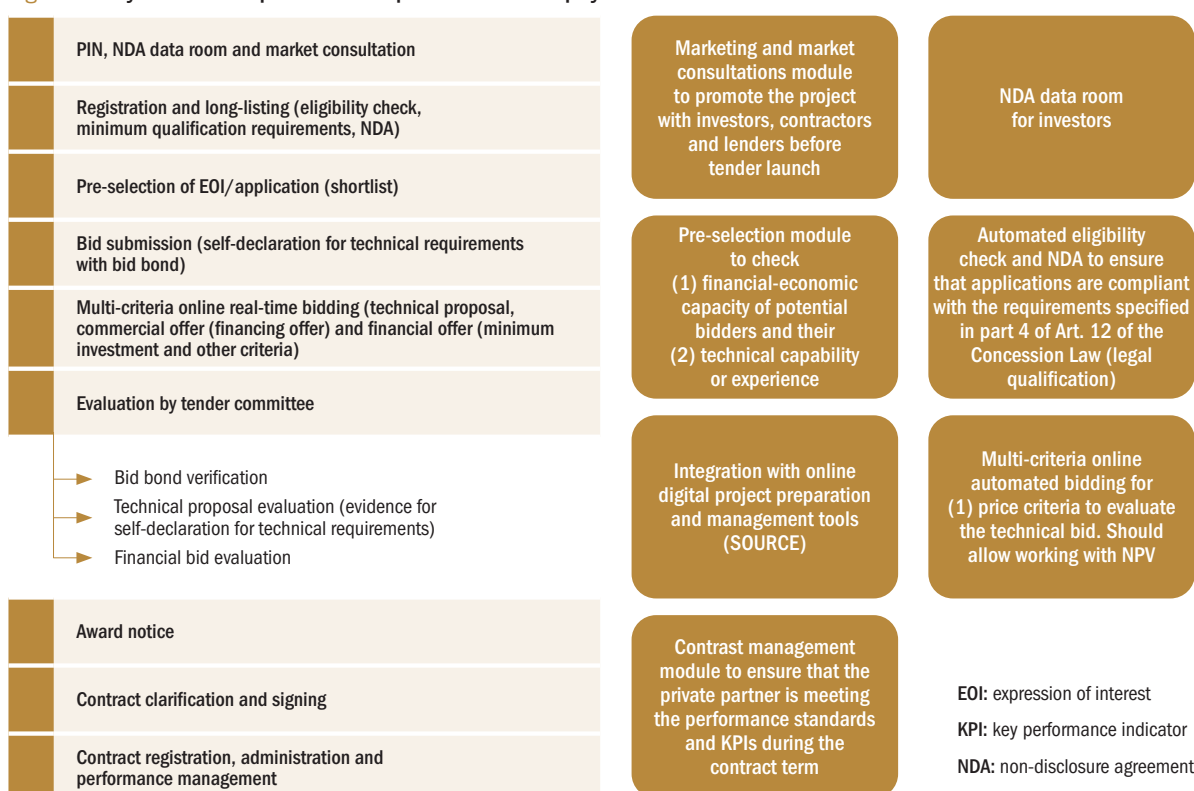 PIN, NDA data room and market consultation
Registration and long-listing (eligibility check,
minimum qualification requirements, NDA)
Pre-selection of EOI/application (shortlist)
Bid submission (self-declaration for technical requirements
with bid bond)
Multi-criteria online real-time bidding (technical proposal,
commercial offer (financing offer) and financial offer (minimum
investment and other criteria)
Evaluation by tender committee
Bid bond verification
Technical proposal evaluation (evidence for
self-declaration for technical requirements)
Financial bid evaluation
Award notice
Contract clarification and signing
Contract registration, administration and
performance management
Marketing and market
consultations module
to promote the project
with investors, contractors
and lenders before
tender launch
NDA data room
for investors
Pre-selection module
to check
(1) financial-economic
capacity of potential
bidders and their
(2) technical capability
or experience
Automated eligibility
check and NDA to ensure
that applications are compliant
with the requirements specified
in part 4 of Art. 12 of the
Concession Law (legal
qualification)
Integration with online
digital project preparation
and management tools
(SOURCE)
Multi-criteria online
automated bidding for
(1) price criteria to evaluate
the technical bid. Should
allow working with NPV
Contrast management
module to ensure that the
private partner is meeting
the performance standards
and KPIs during the
contract term
EOI: expression of interest
KPI: key performance indicator
NDA: non-disclosure agreement